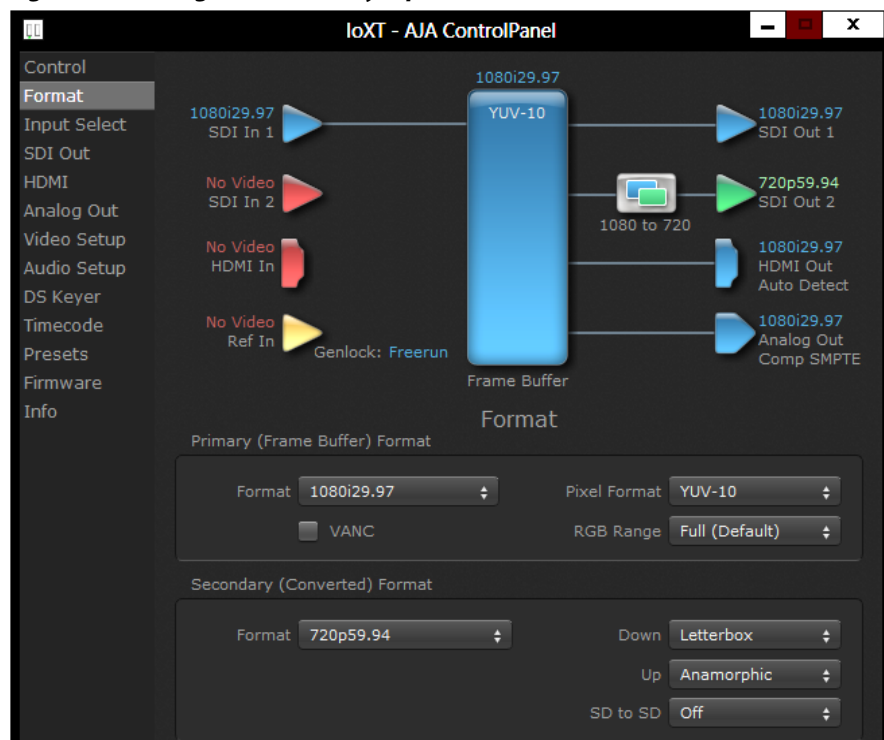 IoXT - AJA ControlPanel
Control
Format
Input Select
SDI Out
HDMI
Analog Out
Video Setup
Audio Setup
DS Keyer
Timecode
Presets
Firmware
Info
1080i29.97
YUV-10
1080i29.97
SDI In 1
1080i29.97
SDI Out 1
No Video
SDI In 2
720p59.94
SDI Out 2
1080 to 720
No Video
HDMI In
1080i29.97
HDMI Out
Auto Detect
No Video
Ref In
Genlock: Freerun
1080i29.97
Analog Out
Comp SMPTE
Frame Buffer
Format
Primary (Frame Buffer) Format
Format 1080i29.97 Pixel Format YUV-10
VANC RGB Range Full (Default)
Secondary (Converted) Format
Format 720p59.94 Down Letterbox
Up Anamorphic
SD to SD Off